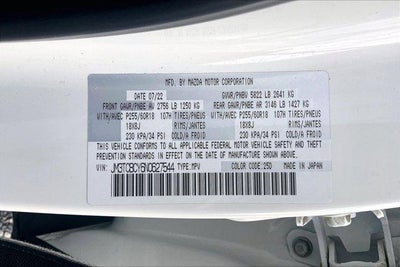 MFD. BY MAZDA MOTOR CORPORATION
DATE 07/22 GVWR/PNBV 5822 LB 2641 KG
FRONT GAWR/PNBE AV 2756 LB 1250 KG REAR GAWR/PNBE AR 3146 LB 1427 KG
WITH/AVEC P255/60R18 107H TIRES/PNEUS WITH/AVEC P255/60R18 107H TIRES/PNEUS
18X8J RIMS/JANTES 18X8J RIMS/JANTES
230 KPA/34 PSI COLD/A FROID 230 KPA/34 PSI COLD/A FROID
THIS VEHICLE CONFORMS TO ALL APPLICABLE FEDERAL MOTOR VEHICLE SAFETY, BUMPER, AND THEFT
PREVENTION STANDARDS IN EFFECT ON THE DATE OF MANUFACTURE SHOWN ABOVE.
VIN: JM3TCBCY6N0627544 TYPE:MPV COLOR CODE:25D MADE IN JAPAN